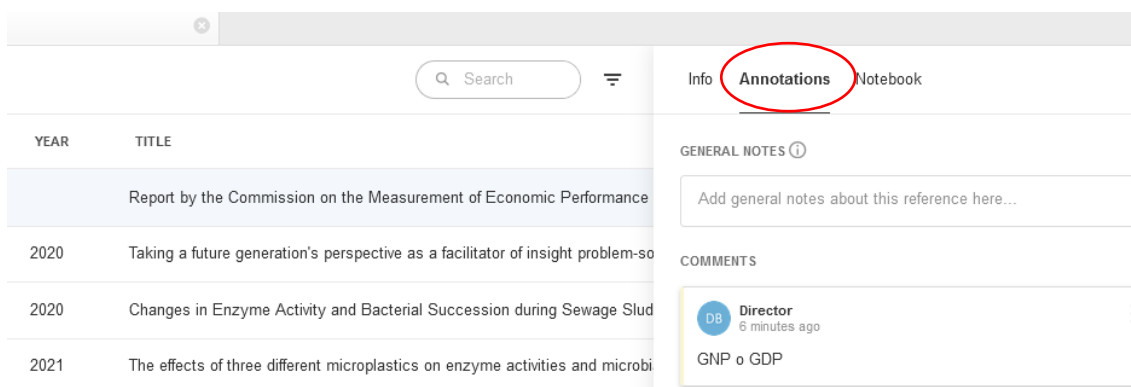 Search
Info Annotations Notebook
YEAR TITLE
GENERAL NOTES
Report by the Commission on the Measurement of Economic Performance
Add general notes about this reference here...
2020 Taking a future generation's perspective as a facilitator of insight problem-so
COMMENTS
2020 Changes in Enzyme Activity and Bacterial Succession during Sewage Slud
DB Director
6 minutes ago
2021 The effects of three different microplastics on enzyme activities and microbi
GNP o GDP